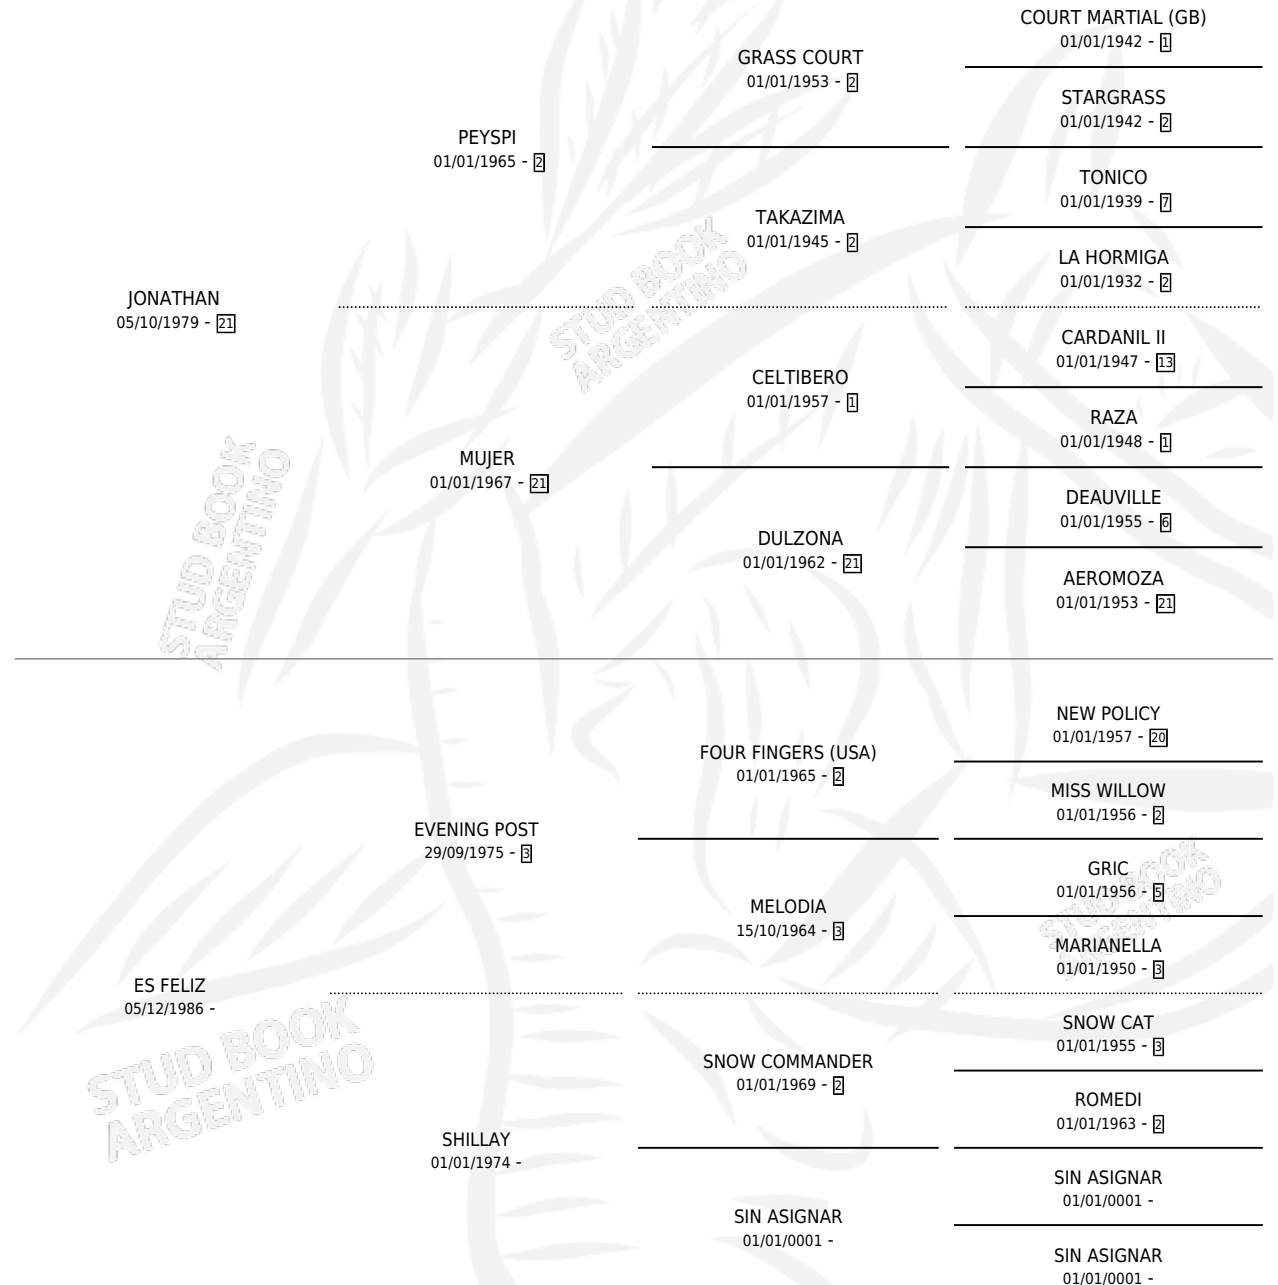 COURT MARTIAL (GB)
01/01/1942 - 1
GRASS COURT
01/01/1953 - 2
STARGRASS
01/01/1942 - 2
PEYSPI
01/01/1965 - 2
TONICO
01/01/1939 - 7
TAKAZIMA
01/01/1945 - 2
LA HORMIGA
01/01/1932 - 2
JONATHAN
05/10/1979 - 21
CARDANIL II
01/01/1947 - 13
CELTIBERO
01/01/1957 - 1
RAZA
01/01/1948 - 1
MUJER
01/01/1967 - 21
DEAUVILLE
01/01/1955 - 6
DULZONA
01/01/1962 - 21
AEROMOZA
01/01/1953 - 21
NEW POLICY
01/01/1957 - 20
FOUR FINGERS (USA)
01/01/1965 - 2
MISS WILLOW
01/01/1956 - 2
EVENING POST
29/09/1975 - 3
GRIC
01/01/1956 - 5
MELODIA
15/10/1964 - 3
MARIANELLA
01/01/1950 - 3
ES FELIZ
05/12/1986 -
SNOW CAT
01/01/1955 - 3
SNOW COMMANDER
01/01/1969 - 2
ROMEDI
01/01/1963 - 2
SHILLAY
01/01/1974 -
SIN ASIGNAR
01/01/0001 -
SIN ASIGNAR
01/01/0001 -
SIN ASIGNAR
01/01/0001 -
STUD BOOK
ARGENTINO
STUD BOOK
ARGENTINO
STUD BOOK
ARGENTINO
STUD BOOK
ARGENTINO